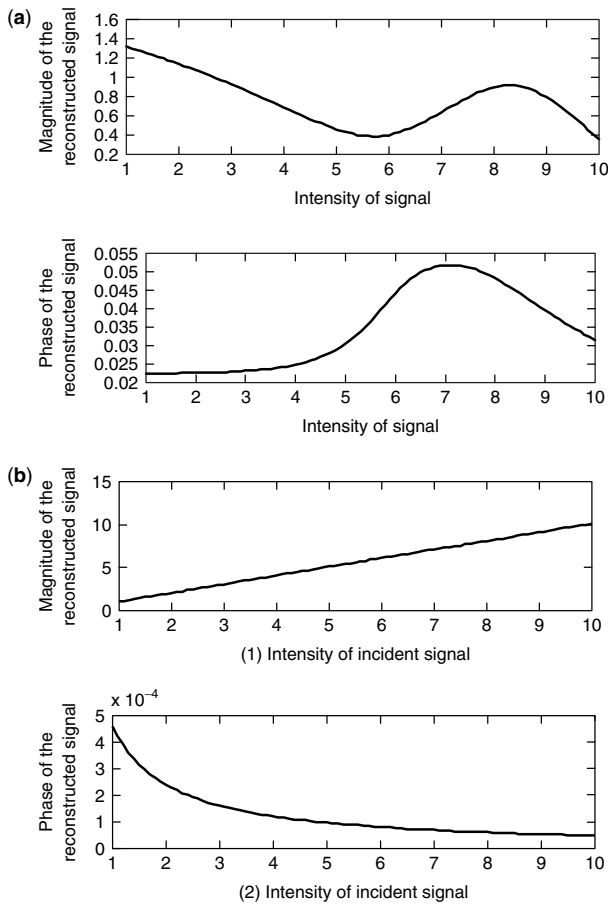 (a)
Magnitude of the
reconstructed signal
1.6
1.4
1.2
1
0.8
0.6
0.4
0.2
1 2 3 4 5 6 7 8 9 10
Intensity of signal
Phase of the
reconstructed signal
0.055
0.05
0.045
0.04
0.035
0.03
0.025
0.02
1 2 3 4 5 6 7 8 9 10
Intensity of signal
(b)
Magnitude of the
reconstructed signal
15
10
5
0
1 2 3 4 5 6 7 8 9 10
(1) Intensity of incident signal
x 10⁻⁴
Phase of the
reconstructed signal
5
4
3
2
1
0
1 2 3 4 5 6 7 8 9 10
(2) Intensity of incident signal